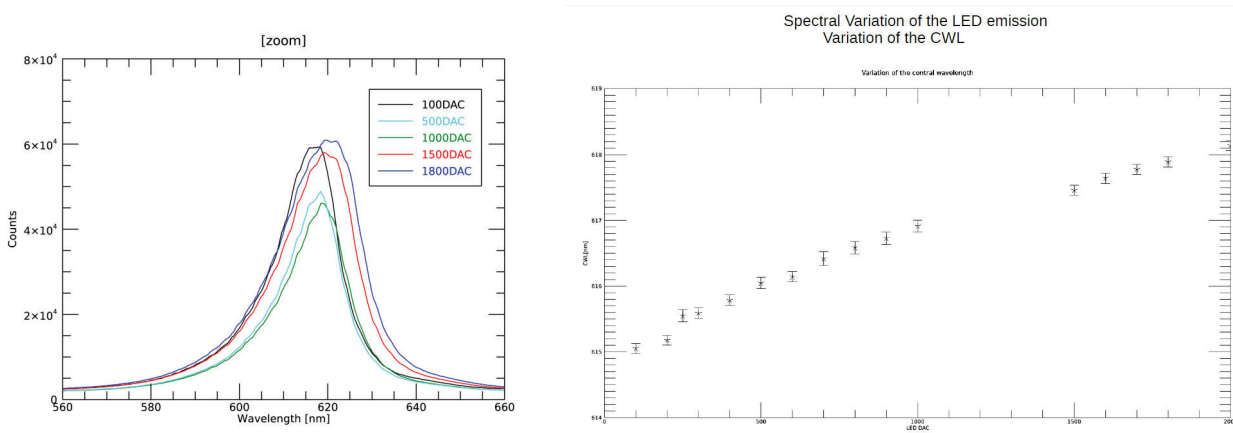 [zoom]
8×10⁴
6×10⁴
4×10⁴
2×10⁴
0
Counts
100DAC
500DAC
1000DAC
1500DAC
1800DAC
560
580
600
620
640
660
Wavelength [nm]
Spectral Variation of the LED emission
Variation of the CWL
Variation of the central wavelength
619
618
617
616
615
614
CWL[nm]
0
500
1000
1500
200
LED DAC